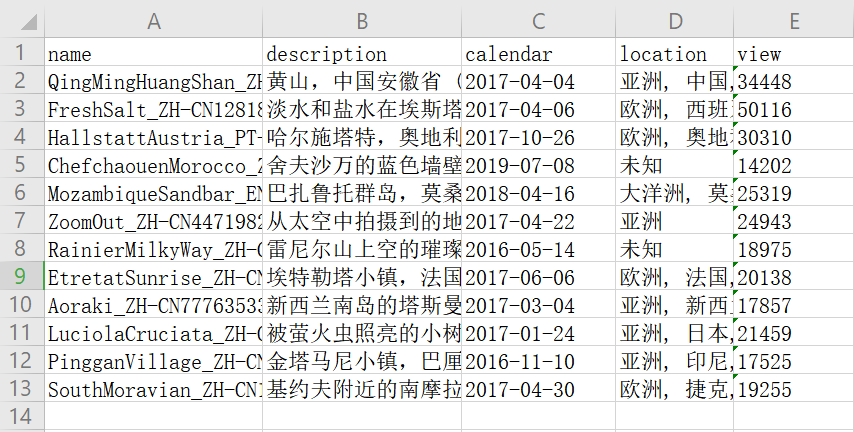 A B C D E
1 name description calendar location view
2 QingMingHuangShan_ZH 黄山，中国安徽省（ 2017-04-04 亚洲, 中国, 34448
3 FreshSalt_ZH-CN12818 淡水和盐水在埃斯塔 2017-04-06 欧洲, 西班 50116
4 HallstattAustria_PT- 哈尔施塔特，奥地利 2017-10-26 欧洲, 奥地 30310
5 ChefchaouenMorocco_Z 舍夫沙万的蓝色墙壁 2019-07-08 未知 14202
6 MozambiqueSandbar_EN 巴扎鲁托群岛，莫桑 2018-04-16 大洋洲, 莫 25319
7 ZoomOut_ZH-CN4471982 从太空中拍摄到的地 2017-04-22 亚洲 24943
8 RainierMilkyWay_ZH-C 雷尼尔山上空的璀璨 2016-05-14 未知 18975
9 EtretatSunrise_ZH-CN 埃特勒塔小镇，法国 2017-06-06 欧洲, 法国, 20138
10 Aoraki_ZH-CN77763533 新西兰南岛的塔斯曼 2017-03-04 亚洲, 新西 17857
11 LuciolaCruciata_ZH-C 被萤火虫照亮的小树 2017-01-24 亚洲, 日本, 21459
12 PingganVillage_ZH-CN 金塔马尼小镇，巴厘 2016-11-10 亚洲, 印尼, 17525
13 SouthMoravian_ZH-CN1 基约夫附近的南摩拉 2017-04-30 欧洲, 捷克, 19255
14